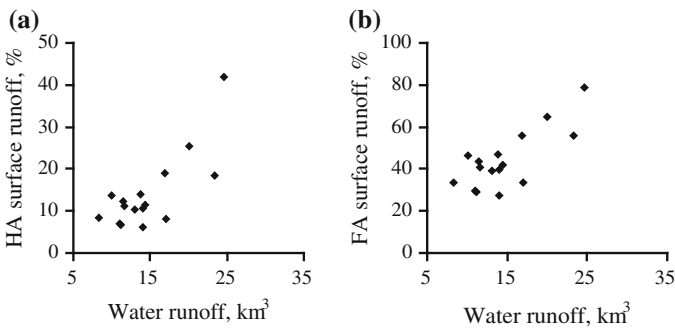 (a)
HA surface runoff, %
50
40
30
20
10
0
5 15 25 35
Water runoff, km³
(b)
FA surface runoff, %
100
80
60
40
20
0
5 15 25 35
Water runoff, km³